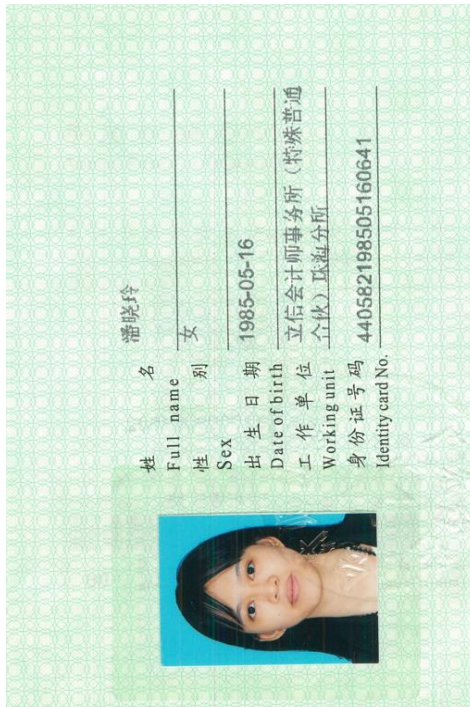 姓 名 潘晓玲
Full name
性 别 女
Sex
出 生 日 期 1985-05-16
Date of birth
工 作 单 位 立信会计师事务所（特殊普通
Working unit 合伙）珠海分所
身 份 证 号 码 440582198505160641
Identity card No.